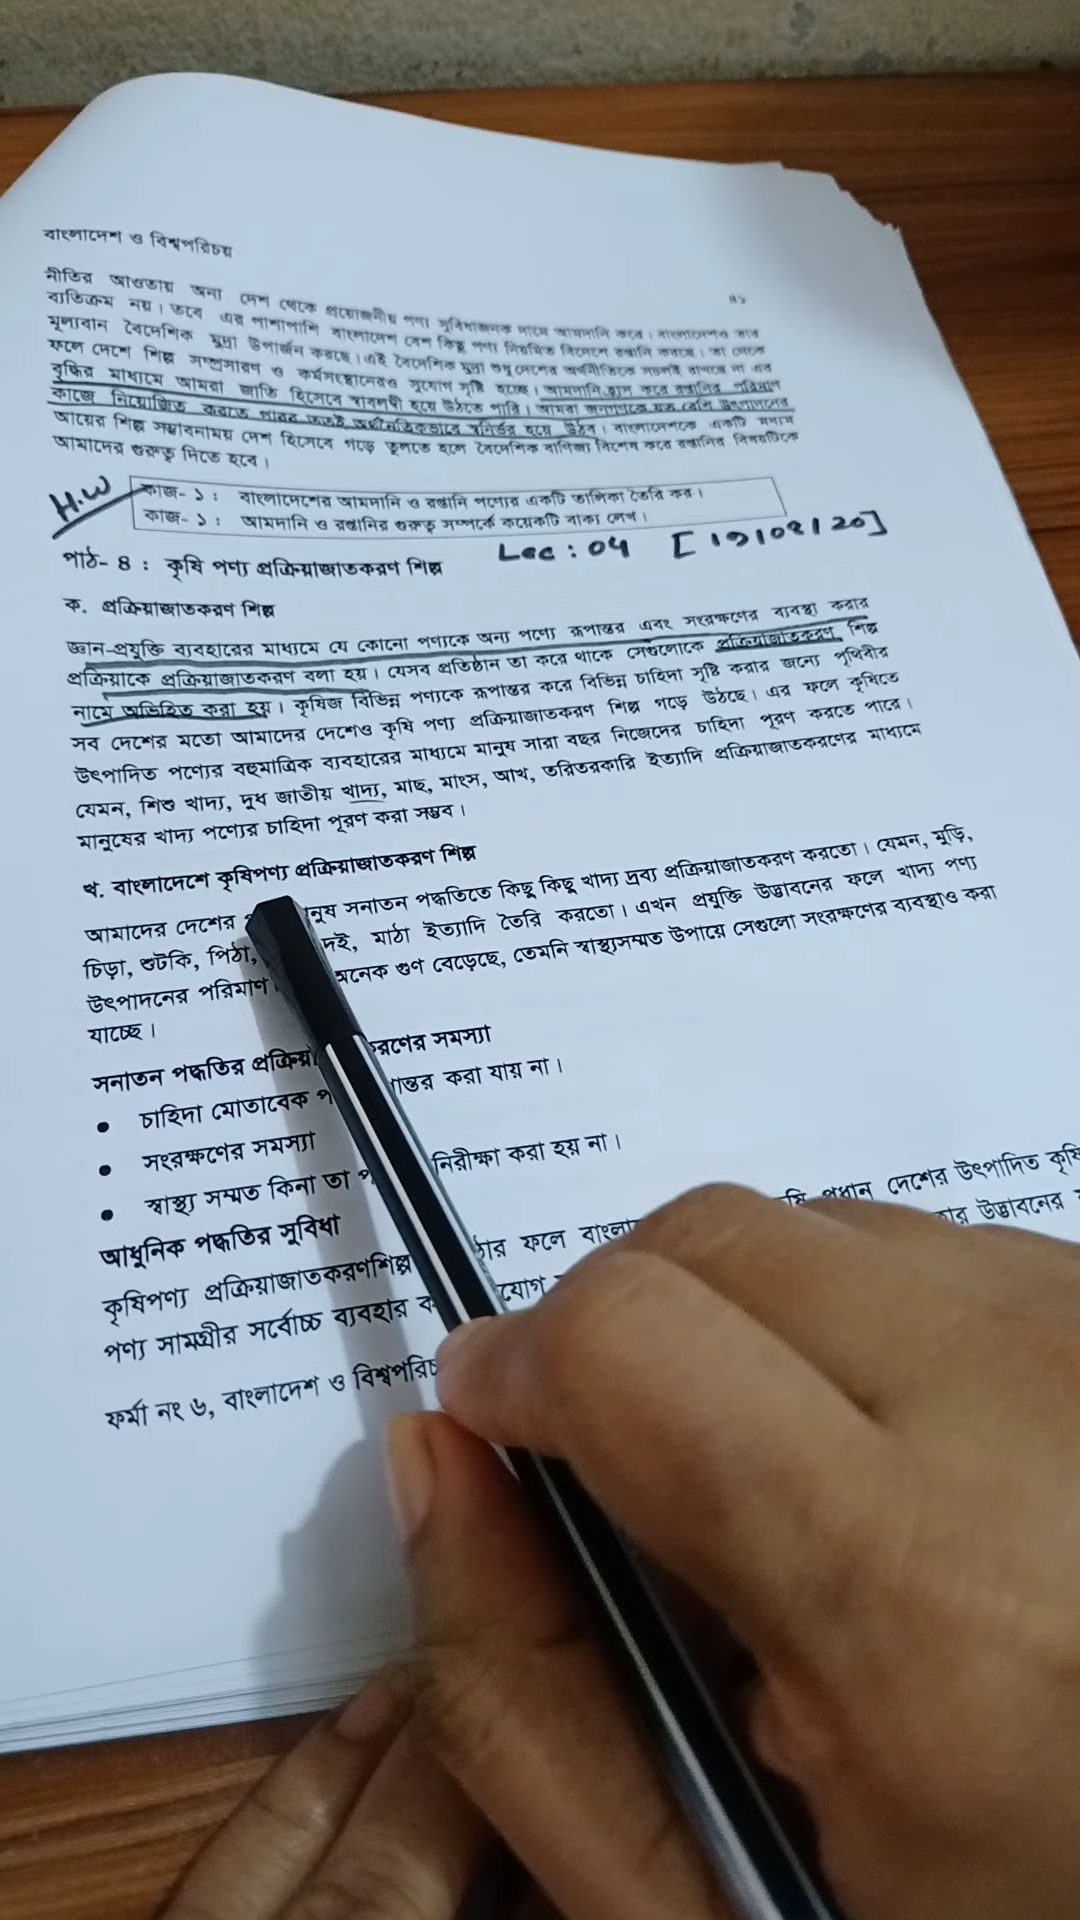 বাংলাদেশ ও বিশ্বপরিচয়
৪১
নীতির আওতায় অন্য দেশ থেকে প্রয়োজনীয় পণ্য সুবিধাজনক দামে আমদানি করে। বাংলাদেশও তার
ব্যতিক্রম নয়। তবে এর পাশাপাশি বাংলাদেশ বেশ কিছু পণ্য নিয়মিত বিদেশে রপ্তানি করছে। তা থেকে
মূল্যবান বৈদেশিক মুদ্রা উপার্জন করছে। এই বৈদেশিক মুদ্রা শুধু দেশের অর্থনীতিকে সচলই রাখছে না এর
ফলে দেশে শিল্প সম্প্রসারণ ও কর্মসংস্থানেরও সুযোগ সৃষ্টি হচ্ছে। আমদানি হ্রাস করে রপ্তানির পরিমাণ
বৃদ্ধির মাধ্যমে আমরা জাতি হিসেবে স্বাবলম্বী হয়ে উঠতে পারি। আমরা জনগণকে যত বেশি উৎপাদনের
কাজে নিয়োজিত করতে পারব ততই অর্থনৈতিকভাবে স্বনির্ভর হয়ে উঠব। বাংলাদেশকে একটি মধ্যম
আয়ের শিল্প সম্ভাবনাময় দেশ হিসেবে গড়ে তুলতে হলে বৈদেশিক বাণিজ্য বিশেষ করে রপ্তানির বিষয়টিকে
আমাদের গুরুত্ব দিতে হবে।
H.W
কাজ- ১ : বাংলাদেশের আমদানি ও রপ্তানি পণ্যের একটি তালিকা তৈরি কর।
কাজ- ১ : আমদানি ও রপ্তানির গুরুত্ব সম্পর্কে কয়েকটি বাক্য লেখ।
পাঠ- ৪ : কৃষি পণ্য প্রক্রিয়াজাতকরণ শিল্প
Lec : 04
ক. প্রক্রিয়াজাতকরণ শিল্প
জ্ঞান-প্রযুক্তি ব্যবহারের মাধ্যমে যে কোনো পণ্যকে অন্য পণ্যে রূপান্তর এবং সংরক্ষণের ব্যবস্থা করার
প্রক্রিয়াকে প্রক্রিয়াজাতকরণ বলা হয়। যেসব প্রতিষ্ঠান তা করে থাকে সেগুলোকে প্রক্রিয়াজাতকরণ শিল্প
নামে অভিহিত করা হয়। কৃষিজ বিভিন্ন পণ্যকে রূপান্তর করে বিভিন্ন চাহিদা সৃষ্টি করার জন্যে পৃথিবীর
সব দেশের মতো আমাদের দেশেও কৃষি পণ্য প্রক্রিয়াজাতকরণ শিল্প গড়ে উঠছে। এর ফলে কৃষিতে
উৎপাদিত পণ্যের বহুমাত্রিক ব্যবহারের মাধ্যমে মানুষ সারা বছর নিজেদের চাহিদা পূরণ করতে পারে।
যেমন, শিশু খাদ্য, দুধ জাতীয় খাদ্য, মাছ, মাংস, আখ, তরিতরকারি ইত্যাদি প্রক্রিয়াজাতকরণের মাধ্যমে
মানুষের খাদ্য পণ্যের চাহিদা পূরণ করা সম্ভব।
খ. বাংলাদেশে কৃষিপণ্য প্রক্রিয়াজাতকরণ শিল্প
আমাদের দেশের নুষ সনাতন পদ্ধতিতে কিছু কিছু খাদ্য দ্রব্য প্রক্রিয়াজাতকরণ করতো। যেমন, মুড়ি,
চিড়া, শুটকি, পিঠা, দই, মাঠা ইত্যাদি তৈরি করতো। এখন প্রযুক্তি উদ্ভাবনের ফলে খাদ্য পণ্য
উৎপাদনের পরিমাণ অনেক গুণ বেড়েছে, তেমনি স্বাস্থ্যসম্মত উপায়ে সেগুলো সংরক্ষণের ব্যবস্থাও করা
যাচ্ছে।
সনাতন পদ্ধতির প্রক্রিয়া করণের সমস্যা
• চাহিদা মোতাবেক প ান্তর করা যায় না।
• সংরক্ষণের সমস্যা
• স্বাস্থ্য সম্মত কিনা তা প নিরীক্ষা করা হয় না।
আধুনিক পদ্ধতির সুবিধা
কৃষিপণ্য প্রক্রিয়াজাতকরণশিল্প ঠার ফলে বাংলা ষি প্রধান দেশের উৎপাদিত কৃষি
পণ্য সামগ্রীর সর্বোচ্চ ব্যবহার ক যোগ তার উদ্ভাবনের
ফর্মা নং ৬, বাংলাদেশ ও বিশ্বপরিচ